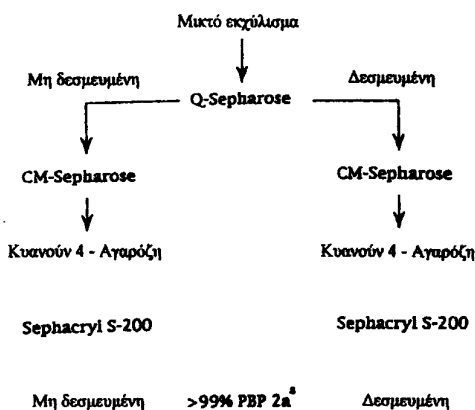 Μικτό εκχύλισμα
Μη δεσμευμένη
Δεσμευμένη
Q-Sepharose
CM-Sepharose
CM-Sepharose
Κυανούν 4 - Αγαρόζη
Κυανούν 4 - Αγαρόζη
Sephacryl S-200
Sephacryl S-200
Μη δεσμευμένη >99% PBP 2a Δεσμευμένη